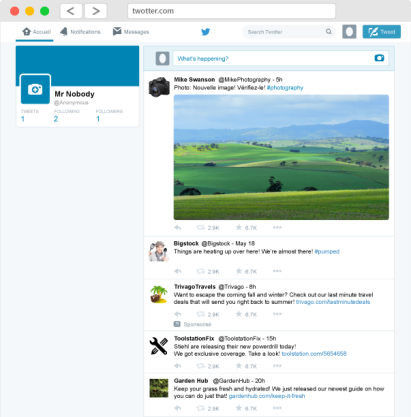 twotter.com
Accueil
Notifications
Messages
Search Twotter
Tweet
What's happening?
Mr Nobody
@Anonymous
TWEETS FOLLOWING FOLLOWERS
1 2 1
Mike Swanson @MikePhotography - 5h
Photo: Nouvelle image! Vérifiez-le! #photography
2.9K 6.7K
Bigstock @Bigstock - May 18
Things are heating up over here! We're almost there! #pumped
2.9K 6.7K
TrivagoTravels @Trivago - 8h
Want to escape the coming fall and winter? Check our last minute travel
deals that will send you right back to summer! trivago.com/lastminutedeals
Sponsored
ToolstationFix @ToolstationFix - 15h
Stiehl are releasing their new powerdrill today!
We got exclusive coverage. Take a look! toolstation.com/5654658
2.9K 6.7K
Garden Hub @GardenHub - 20h
Keep your grass fresh and hydrated! We just released our newest guide on how
you can do just that! gardenhub.com/keep-it-fresh
2.9K 6.7K